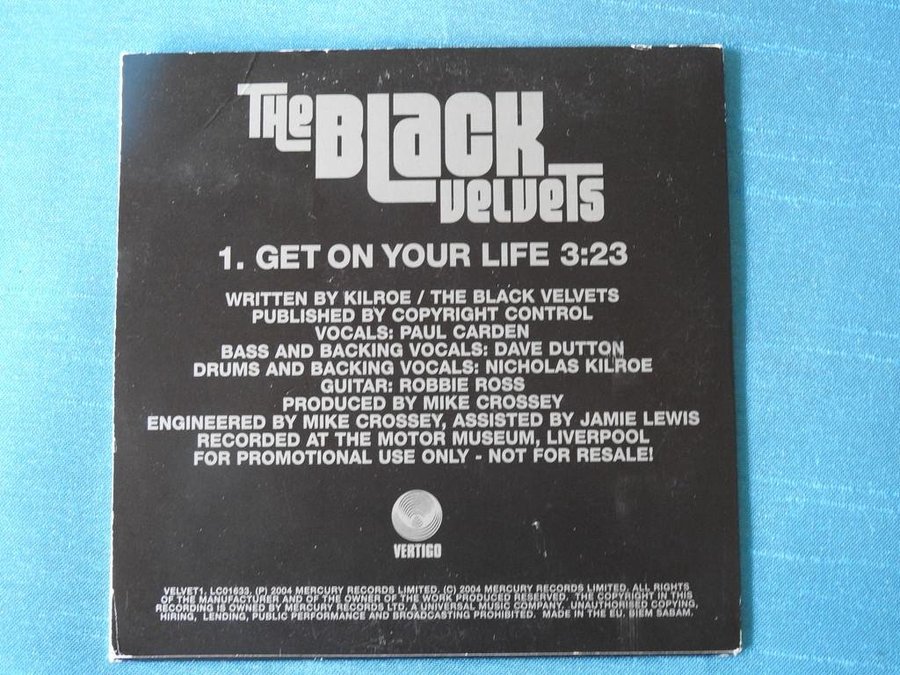 THE BLACK
VELVETS
1. GET ON YOUR LIFE 3:23
WRITTEN BY KILROE / THE BLACK VELVETS
PUBLISHED BY COPYRIGHT CONTROL
VOCALS: PAUL CARDEN
BASS AND BACKING VOCALS: DAVE DUTTON
DRUMS AND BACKING VOCALS: NICHOLAS KILROE
GUITAR: ROBBIE ROSS
PRODUCED BY MIKE CROSSEY
ENGINEERED BY MIKE CROSSEY, ASSISTED BY JAMIE LEWIS
RECORDED AT THE MOTOR MUSEUM, LIVERPOOL
FOR PROMOTIONAL USE ONLY - NOT FOR RESALE!
VERTIGO
VELVET1, LC01633, (P) 2004 MERCURY RECORDS LIMITED. (C) 2004 MERCURY RECORDS LIMITED. ALL RIGHTS
OF THE MANUFACTURER AND OF THE OWNER OF THE WORK PRODUCED RESERVED. THE COPYRIGHT IN THIS
RECORDING IS OWNED BY MERCURY RECORDS LTD. A UNIVERSAL MUSIC COMPANY. UNAUTHORISED COPYING,
HIRING, LENDING, PUBLIC PERFORMANCE AND BROADCASTING PROHIBITED. MADE IN THE EU. BIEM SABAM.